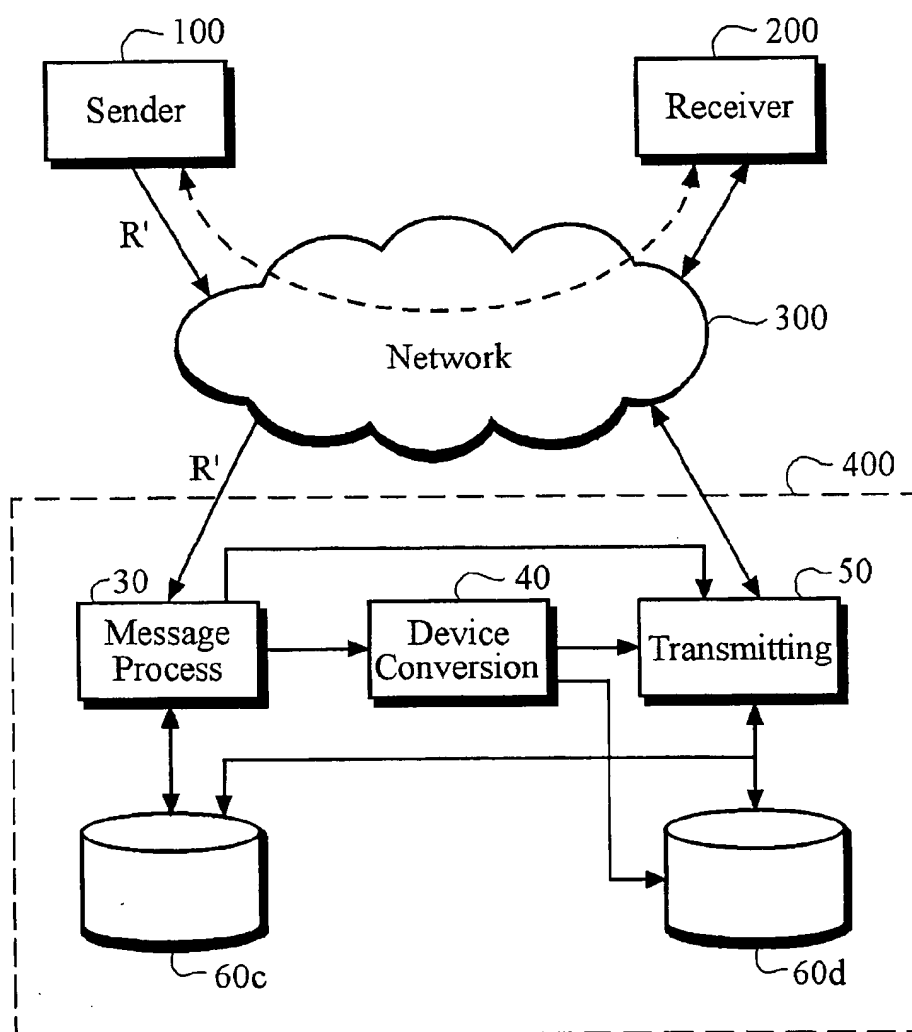 100
200
Sender
Receiver
R'
300
Network
R'
400
30
40
50
Message
Process
Device
Conversion
Transmitting
60c
60d